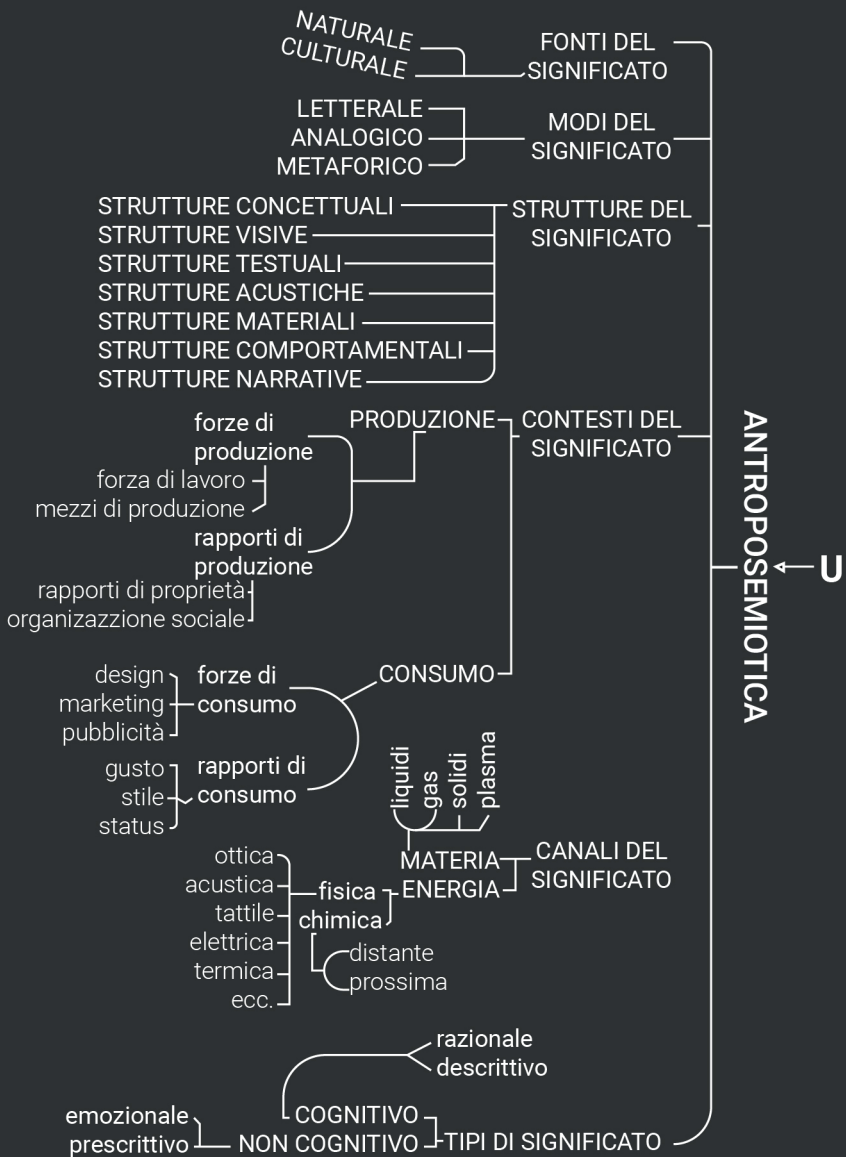 NATURALE
CULTURALE
FONTI DEL
SIGNIFICATO
LETTERALE
ANALOGICO
METAFORICO
MODI DEL
SIGNIFICATO
STRUTTURE CONCETTUALI
STRUTTURE VISIVE
STRUTTURE TESTUALI
STRUTTURE ACUSTICHE
STRUTTURE MATERIALI
STRUTTURE COMPORTAMENTALI
STRUTTURE NARRATIVE
STRUTTURE DEL
SIGNIFICATO
forze di
produzione
forza di lavoro
mezzi di produzione
rapporti di
produzione
rapporti di proprietà
organizazzione sociale
PRODUZIONE
CONTESTI DEL
SIGNIFICATO
ANTROPOSEMIOTICA
U
design
marketing
pubblicità
forze di
consumo
CONSUMO
gusto
stile
status
rapporti di
consumo
liquidi
gas
solidi
plasma
MATERIA
ENERGIA
CANALI DEL
SIGNIFICATO
ottica
acustica
tattile
elettrica
termica
ecc.
fisica
chimica
distante
prossima
razionale
descrittivo
COGNITIVO
NON COGNITIVO
emozionale
prescrittivo
TIPI DI SIGNIFICATO